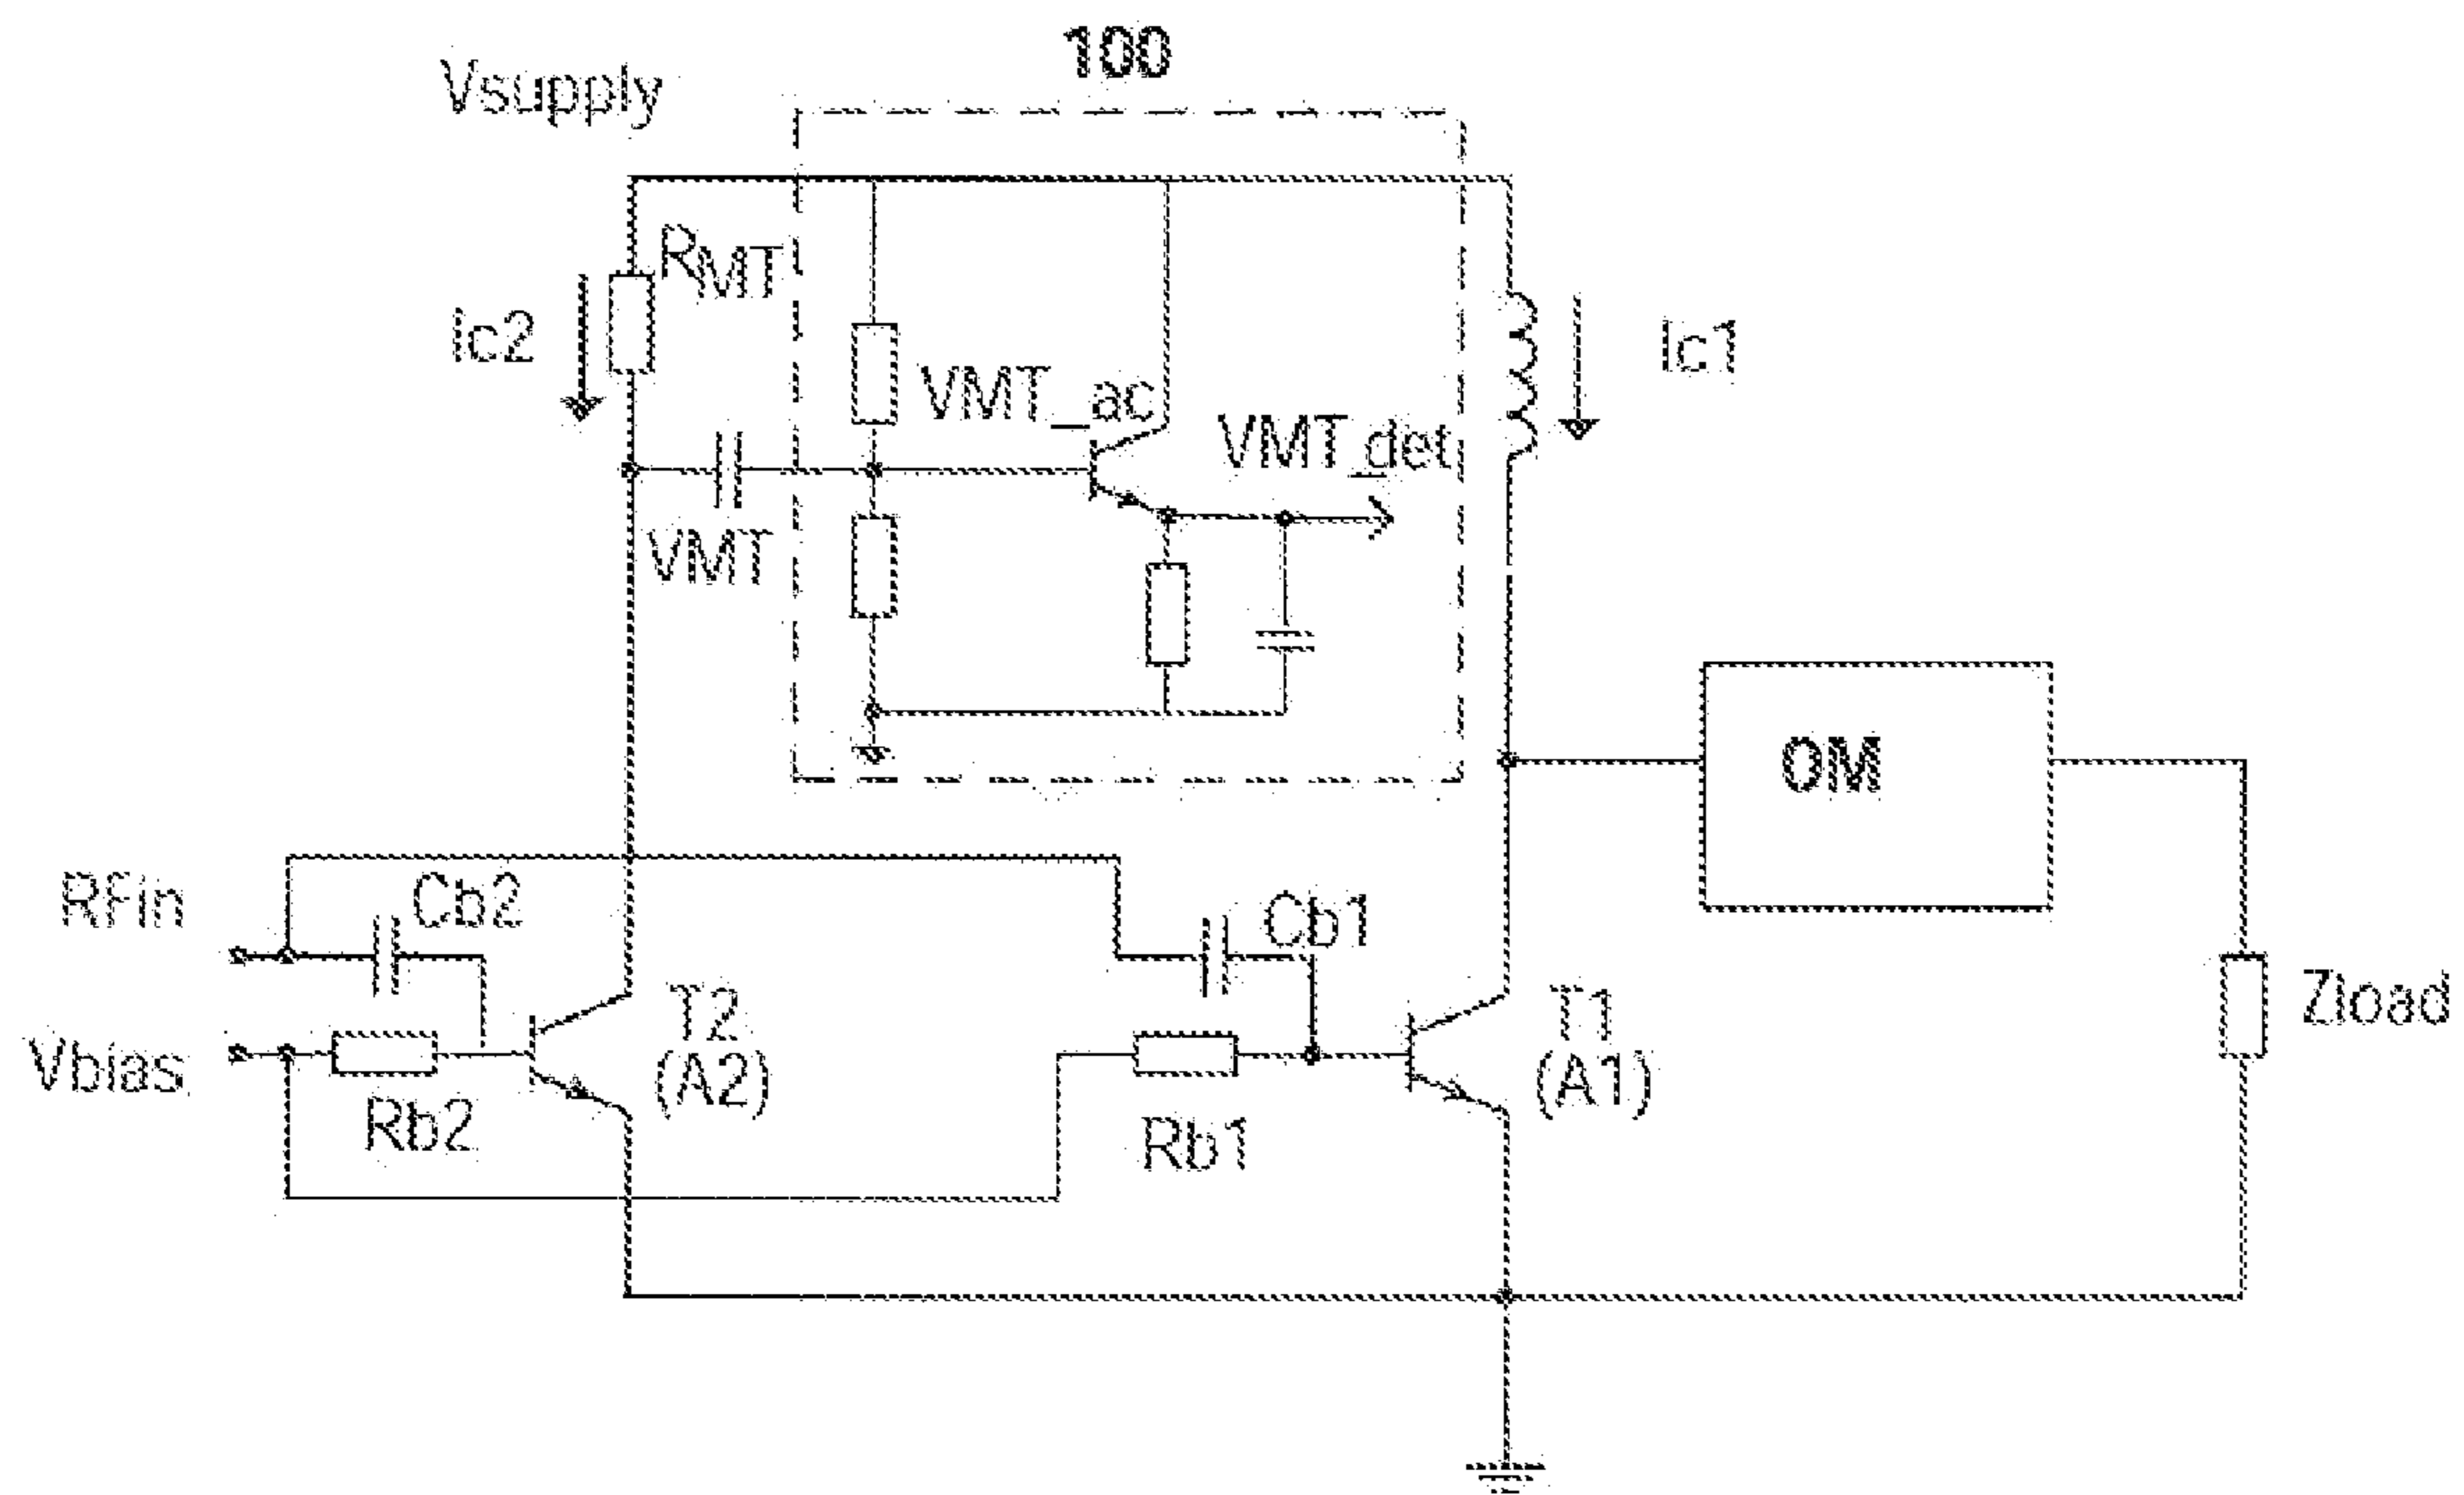 100
Vsupply
RMT
Ic2
Ic1
VMT_ac
VMT_det
VMT
OM
RFin
Cb2
Cb1
T2
(A2)
T1
(A1)
Zload
Vbias
Rb2
Rb1